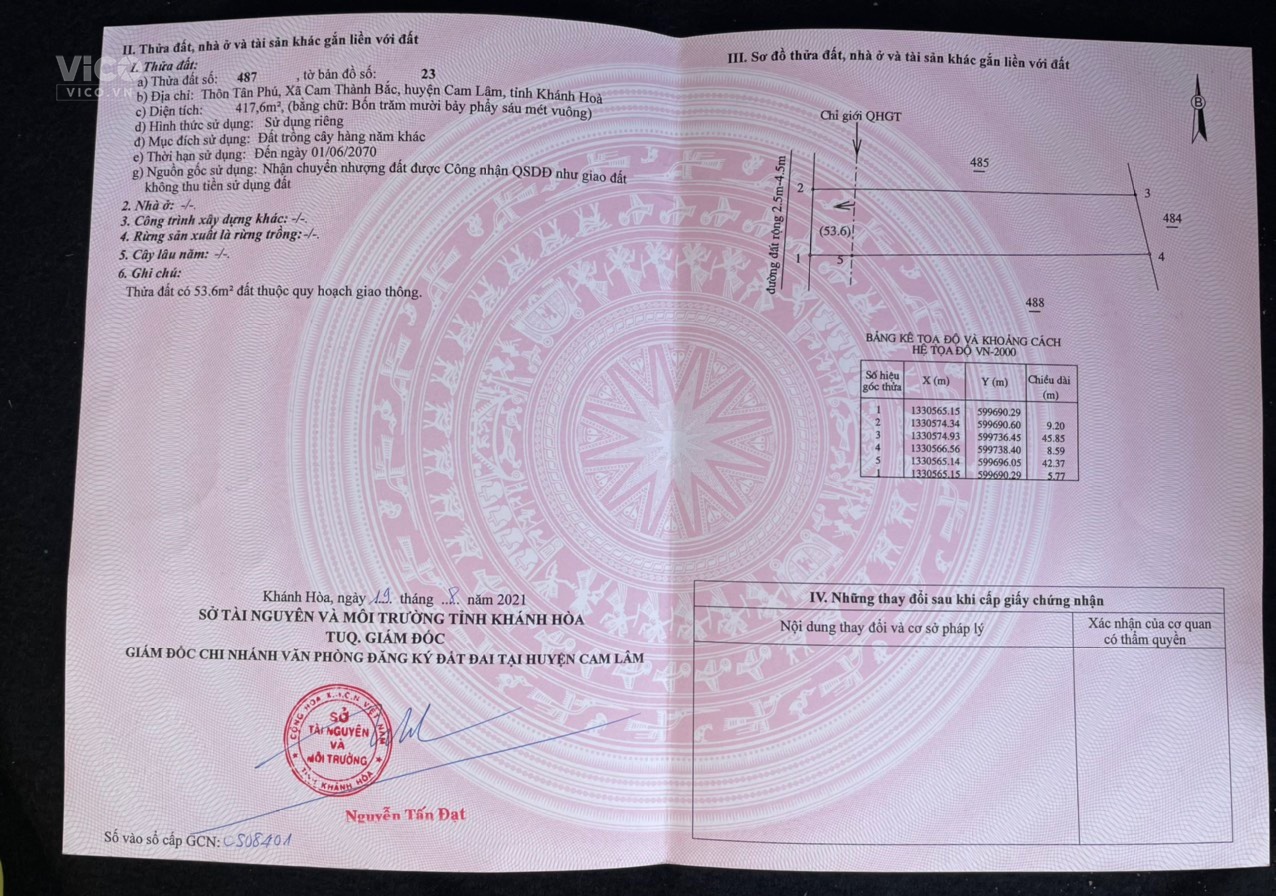 VICO
VICO.VN
II. Thửa đất, nhà ở và tài sản khác gắn liền với đất
1. Thửa đất:
a) Thửa đất số: 487 , tờ bản đồ số: 23
b) Địa chỉ: Thôn Tân Phú, Xã Cam Thành Bắc, huyện Cam Lâm, tỉnh Khánh Hoà
c) Diện tích: 417,6m², (bằng chữ: Bốn trăm mười bảy phẩy sáu mét vuông)
d) Hình thức sử dụng: Sử dụng riêng
đ) Mục đích sử dụng: Đất trồng cây hàng năm khác
e) Thời hạn sử dụng: Đến ngày 01/06/2070
g) Nguồn gốc sử dụng: Nhận chuyển nhượng đất được Công nhận QSDĐ như giao đất
không thu tiền sử dụng đất
2. Nhà ở: -/-.
3. Công trình xây dựng khác: -/-.
4. Rừng sản xuất là rừng trồng: -/-.
5. Cây lâu năm: -/-.
6. Ghi chú:
Thửa đất có 53.6m² đất thuộc quy hoạch giao thông.
Khánh Hòa, ngày 19 tháng 8 năm 2021
SỞ TÀI NGUYÊN VÀ MÔI TRƯỜNG TỈNH KHÁNH HÒA
TUQ. GIÁM ĐỐC
GIÁM ĐỐC CHI NHÁNH VĂN PHÒNG ĐĂNG KÝ ĐẤT ĐAI TẠI HUYỆN CAM LÂM
CỘNG HOA X.H.C.N VIỆT NAM
SỞ
TÀI NGUYÊN
VÀ
MÔI TRƯỜNG
TỈNH KHÁNH HÒA
Nguyễn Tấn Đạt
Số vào sổ cấp GCN: CS08401
III. Sơ đồ thửa đất, nhà ở và tài sản khác gắn liền với đất
B
Chỉ giới QHGT
485
đường đất rộng 2.5m-4.5m
2
3
484
(53.6)
1
5
4
488
BẢNG KÊ TỌA ĐỘ VÀ KHOẢNG CÁCH
HỆ TỌA ĐỘ VN-2000
Số hiệu góc thửa X (m) Y (m) Chiều dài (m)
1 1330565.15 599690.29
2 1330574.34 599690.60 9.20
3 1330574.93 599736.45 45.85
4 1330566.56 599738.40 8.59
5 1330565.14 599696.05 42.37
1 1330565.15 599690.29 5.77
IV. Những thay đổi sau khi cấp giấy chứng nhận
Nội dung thay đổi và cơ sở pháp lý
Xác nhận của cơ quan
có thẩm quyền